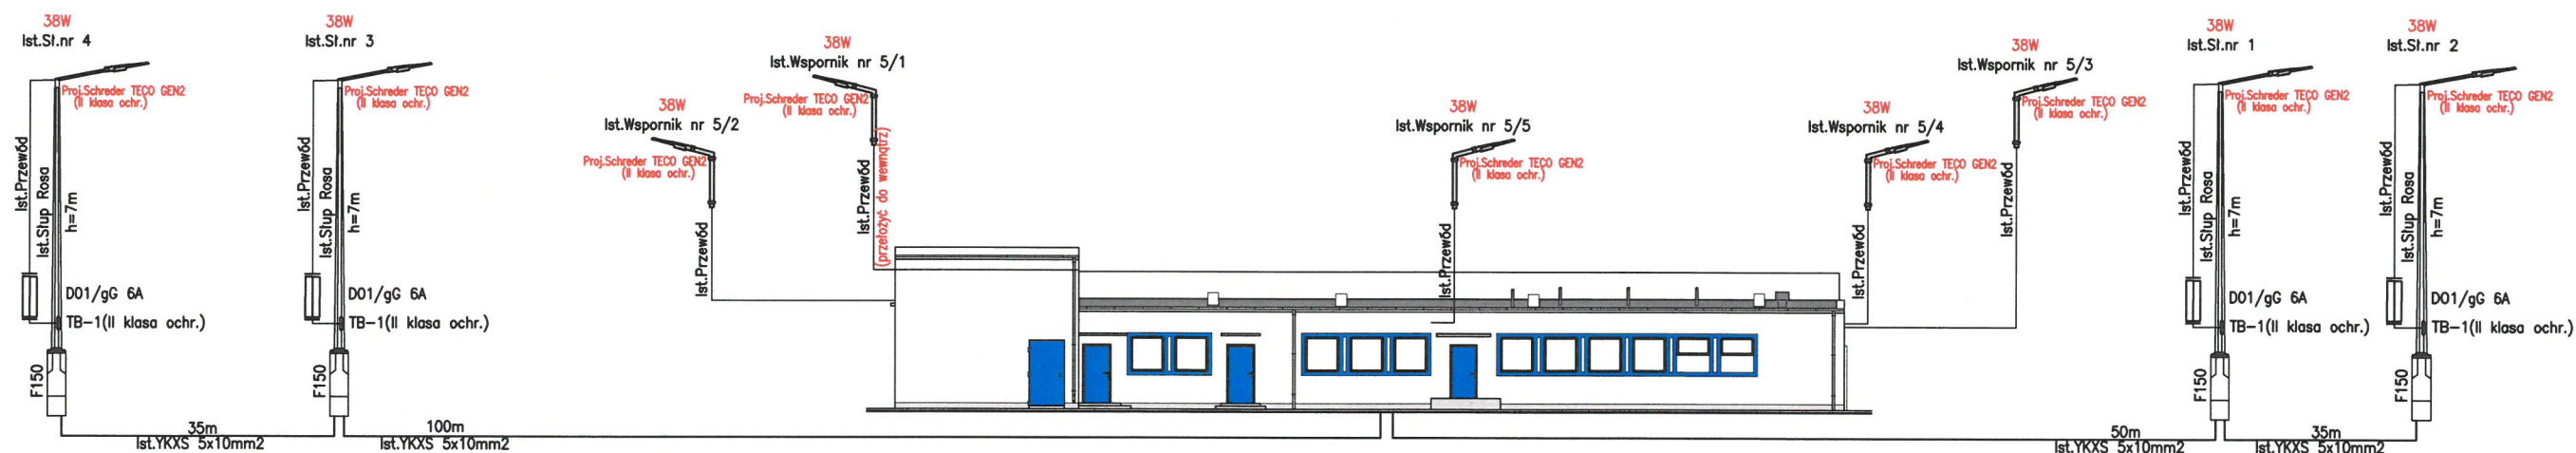 38W
Ist.Sł.nr 4
Proj.Schreder TECO GEN2
(II klasa ochr.)
Ist.Przewód
Ist.Słup Rosa
h=7m
D01/gG 6A
TB-1(II klasa ochr.)
F150
35m
Ist.YKXS 5x10mm2
38W
Ist.Sł.nr 3
Proj.Schreder TECO GEN2
(II klasa ochr.)
Ist.Przewód
Ist.Słup Rosa
h=7m
D01/gG 6A
TB-1(II klasa ochr.)
F150
100m
Ist.YKXS 5x10mm2
38W
Ist.Wspornik nr 5/2
Proj.Schreder TECO GEN2
(II klasa ochr.)
Ist.Przewód
38W
Ist.Wspornik nr 5/1
Proj.Schreder TECO GEN2
(II klasa ochr.)
Ist.Przewód
(przełożyć do wewnątrz)
38W
Ist.Wspornik nr 5/5
Proj.Schreder TECO GEN2
(II klasa ochr.)
Ist.Przewód
38W
Ist.Wspornik nr 5/4
Proj.Schreder TECO GEN2
(II klasa ochr.)
Ist.Przewód
38W
Ist.Wspornik nr 5/3
Proj.Schreder TECO GEN2
(II klasa ochr.)
Ist.Przewód
38W
Ist.Sł.nr 1
Proj.Schreder TECO GEN2
(II klasa ochr.)
Ist.Przewód
Ist.Słup Rosa
h=7m
D01/gG 6A
TB-1(II klasa ochr.)
F150
50m
Ist.YKXS 5x10mm2
38W
Ist.Sł.nr 2
Proj.Schreder TECO GEN2
(II klasa ochr.)
Ist.Przewód
Ist.Słup Rosa
h=7m
D01/gG 6A
TB-1(II klasa ochr.)
F150
35m
Ist.YKXS 5x10mm2